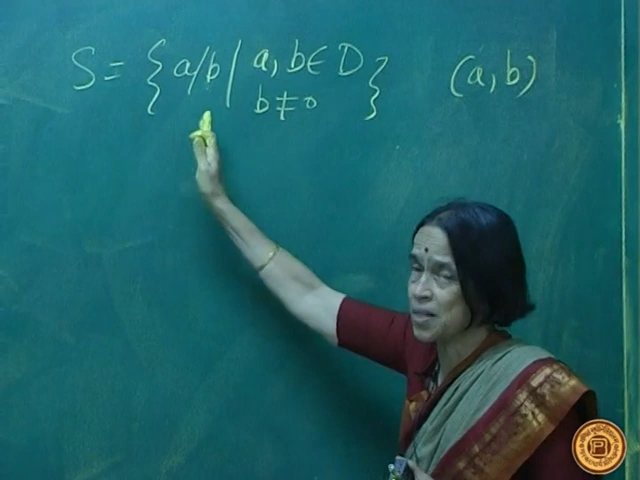 S = { a/b | a, b ∈ D } (a, b)
b ≠ 0